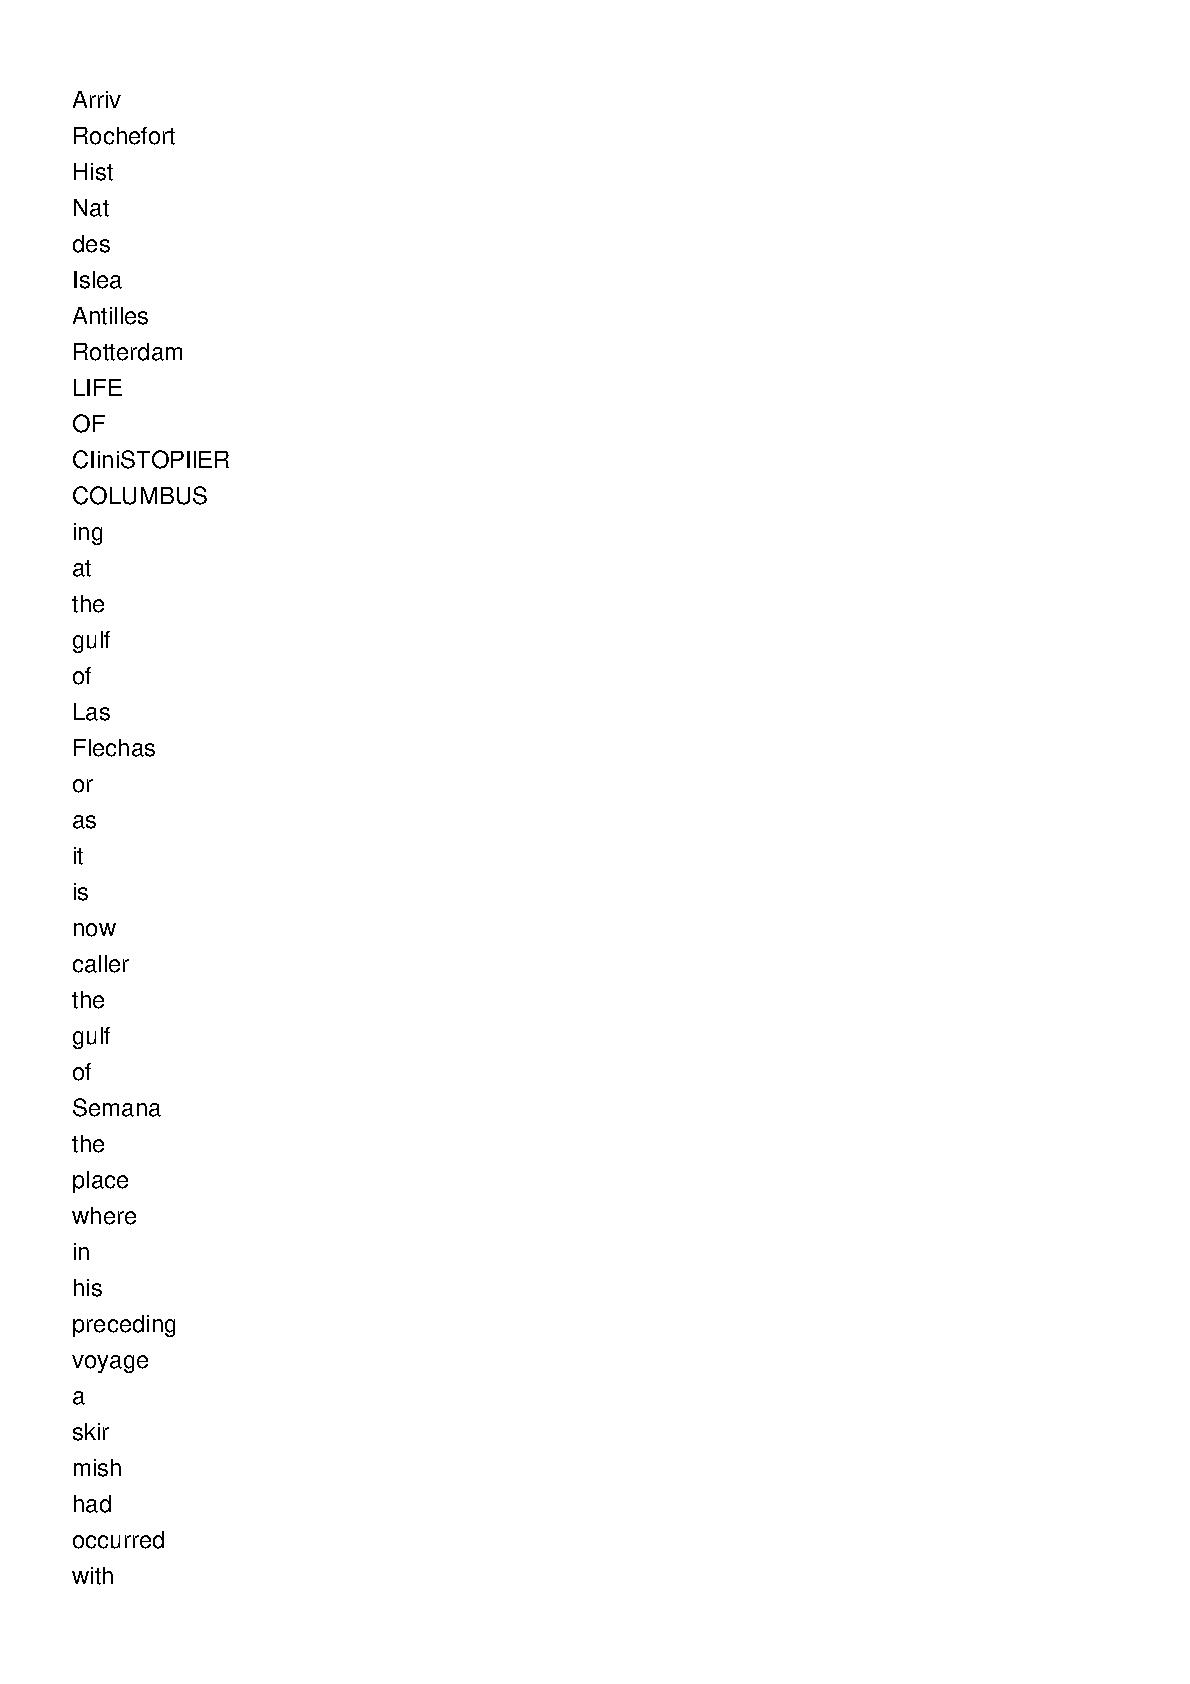 Arriv
Rochefort
Hist
Nat
des
Islea
Antilles
Rotterdam
LIFE
OF
CIiniSTOPIlER
COLUMBUS
ing
at
the
gulf
of
Las
Flechas
or
as
it
is
now
caller
the
gulf
of
Semana
the
place
where
in
his
preceding
voyage
a
skir
mish
had
occurred
with